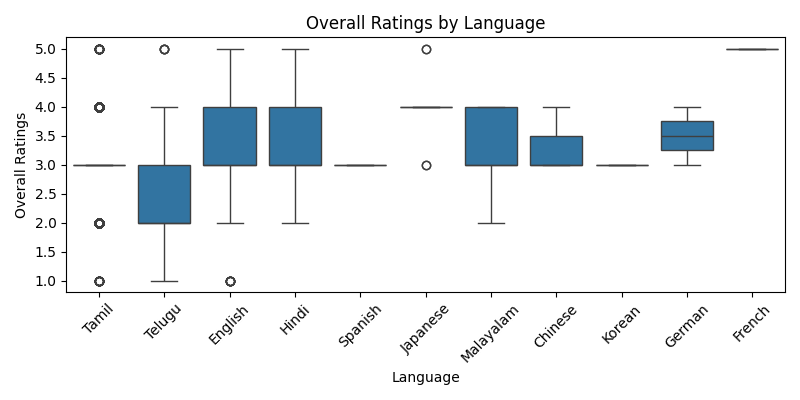 Overall Ratings by Language
Overall Ratings
5.0
4.5
4.0
3.5
3.0
2.5
2.0
1.5
1.0
Tamil
Telugu
English
Hindi
Spanish
Japanese
Malayalam
Chinese
Korean
German
French
Language